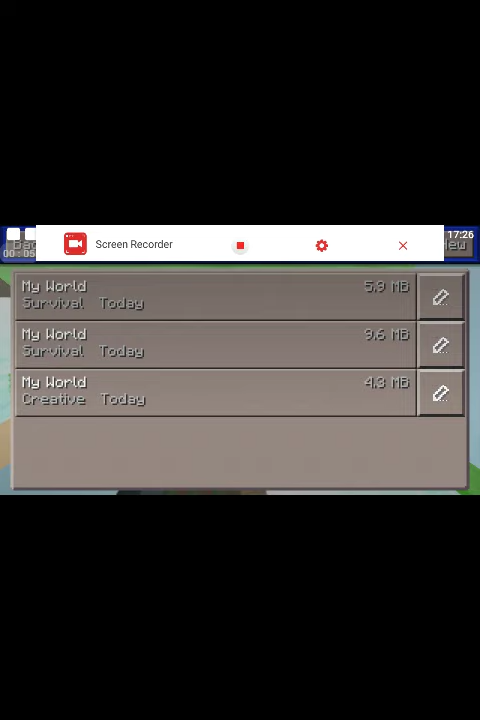 17:26
Screen Recorder
00 : 05
My World
5.9 MB
Survival Today
My World
9.6 MB
Survival Today
My World
4.3 MB
Creative Today